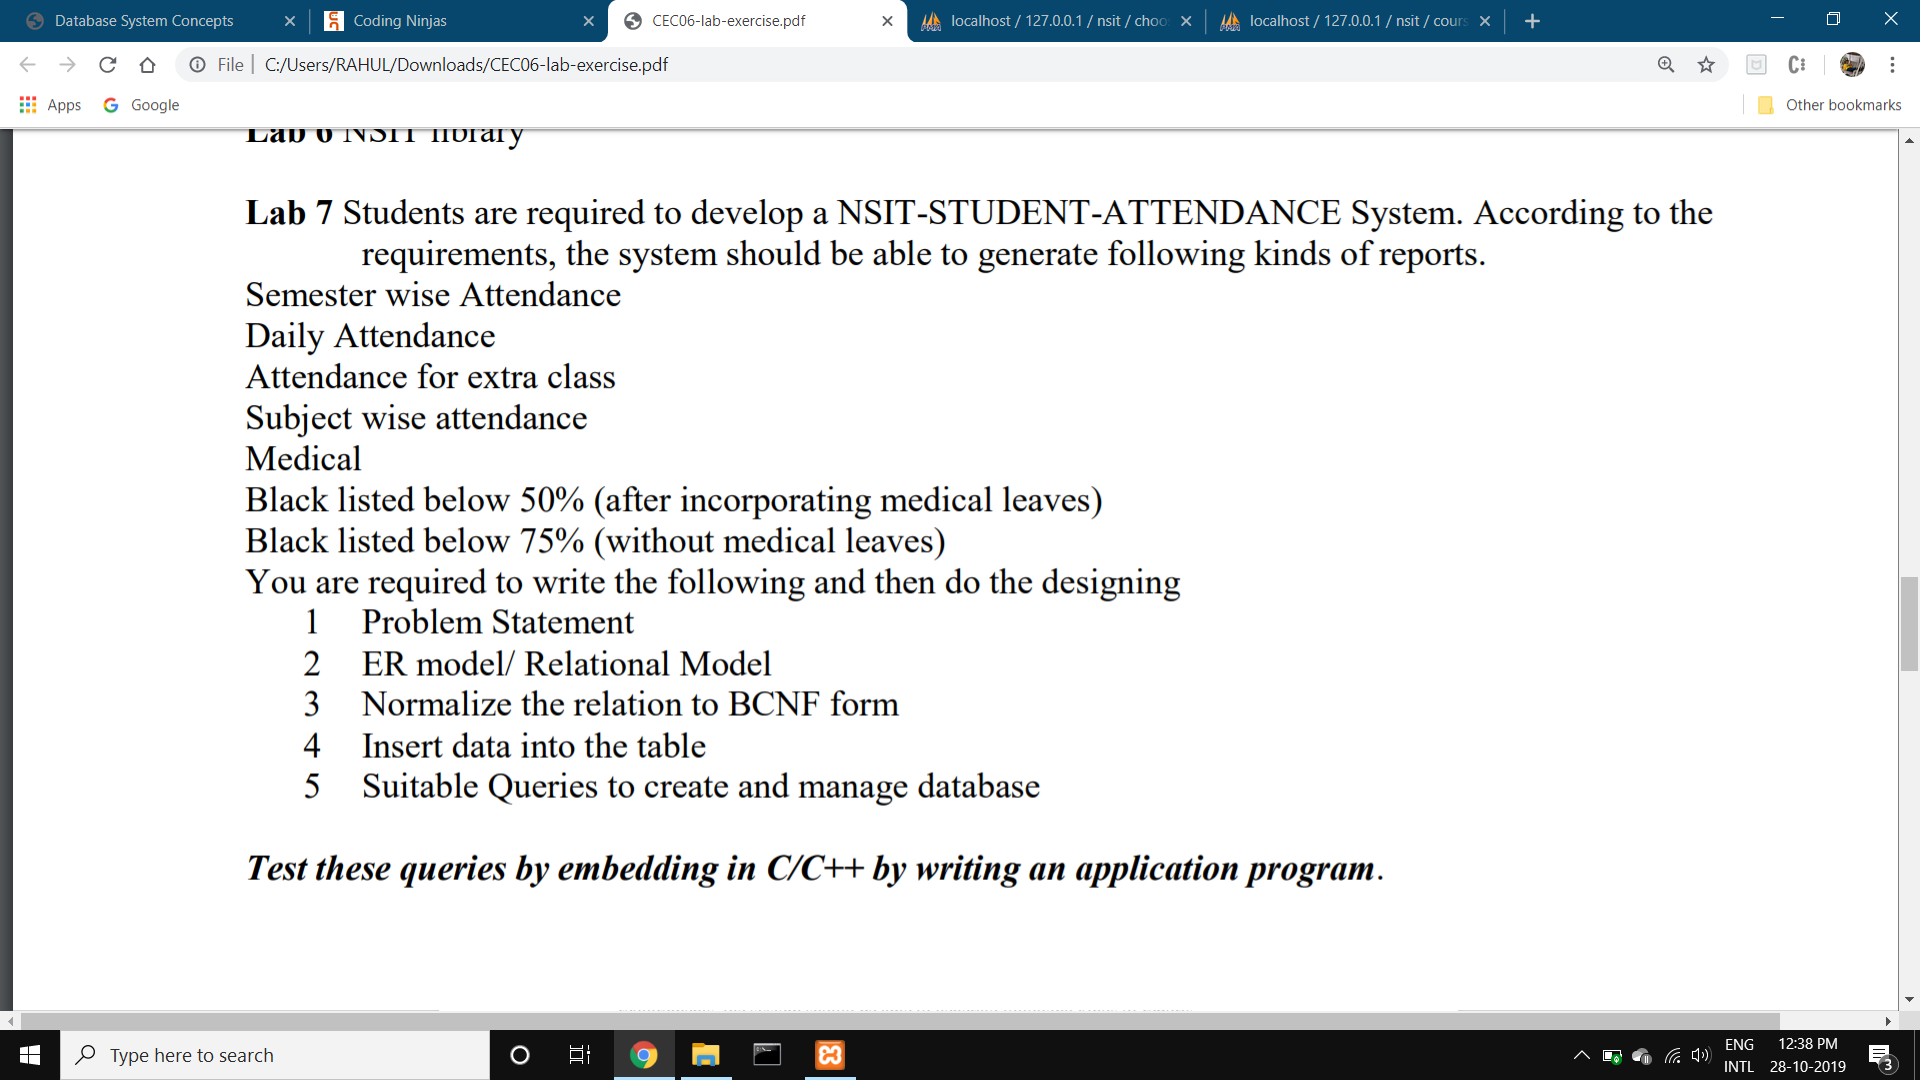 Database System Concepts
Coding Ninjas
CEC06-lab-exercise.pdf
localhost / 127.0.0.1 / nsit / choo
localhost / 127.0.0.1 / nsit / cours
File
C:/Users/RAHUL/Downloads/CEC06-lab-exercise.pdf
Apps
Google
Other bookmarks
Lab 6 NSIT library
Lab 7 Students are required to develop a NSIT-STUDENT-ATTENDANCE System. According to the
requirements, the system should be able to generate following kinds of reports.
Semester wise Attendance
Daily Attendance
Attendance for extra class
Subject wise attendance
Medical
Black listed below 50% (after incorporating medical leaves)
Black listed below 75% (without medical leaves)
You are required to write the following and then do the designing
1 Problem Statement
2 ER model/ Relational Model
3 Normalize the relation to BCNF form
4 Insert data into the table
5 Suitable Queries to create and manage database
Test these queries by embedding in C/C++ by writing an application program.
Type here to search
ENG
INTL
12:38 PM
28-10-2019
3